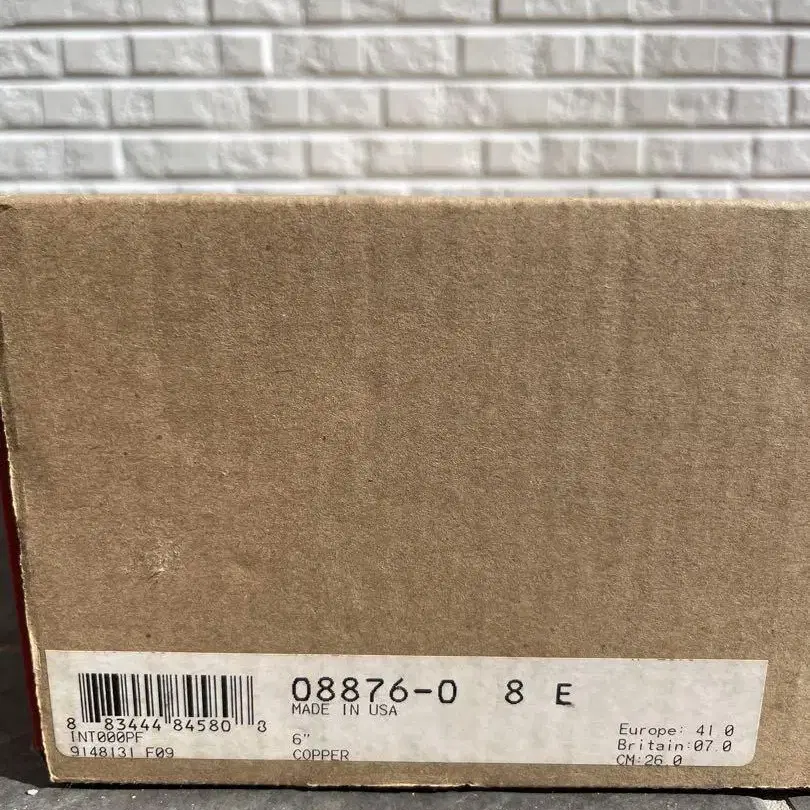 08876-0 8 E
MADE IN USA
8 83444 84580 8
INT000PF
9148131 F09
6"
COPPER
Europe: 41.0
Britain:07.0
CM:26.0